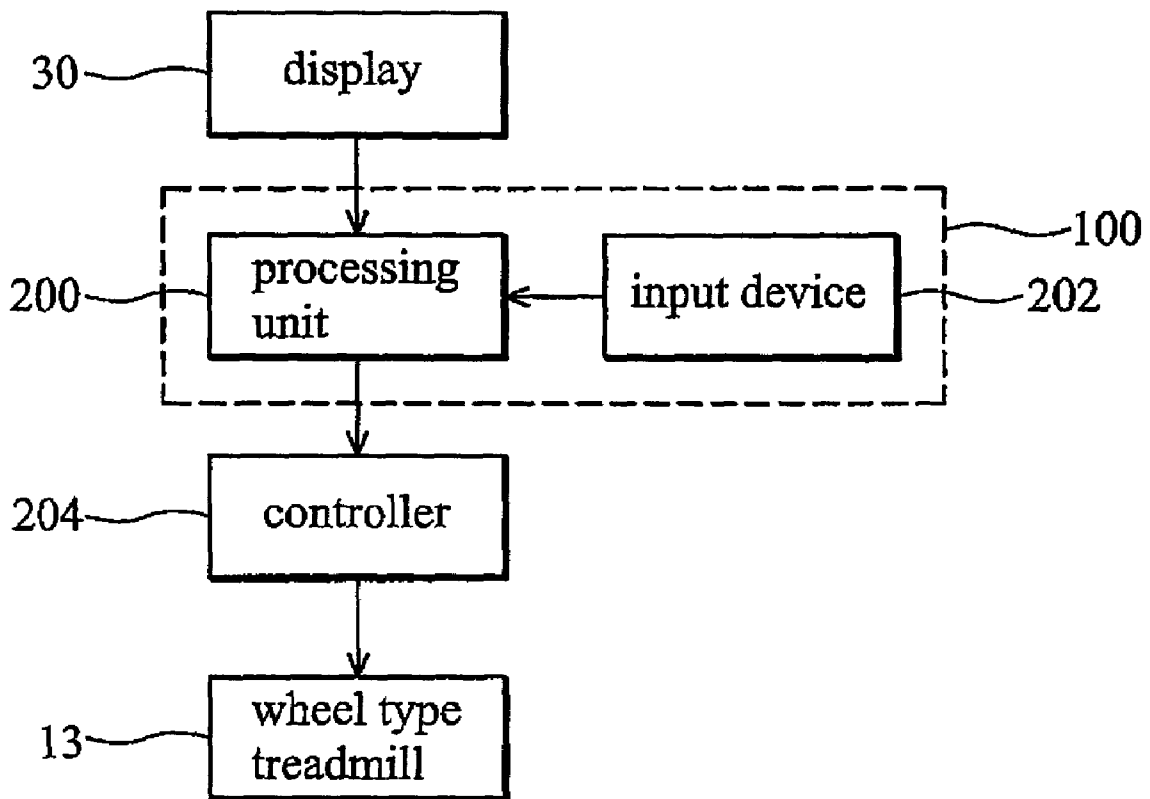 30
display
100
200
processing
unit
input device
202
204
controller
13
wheel type
treadmill